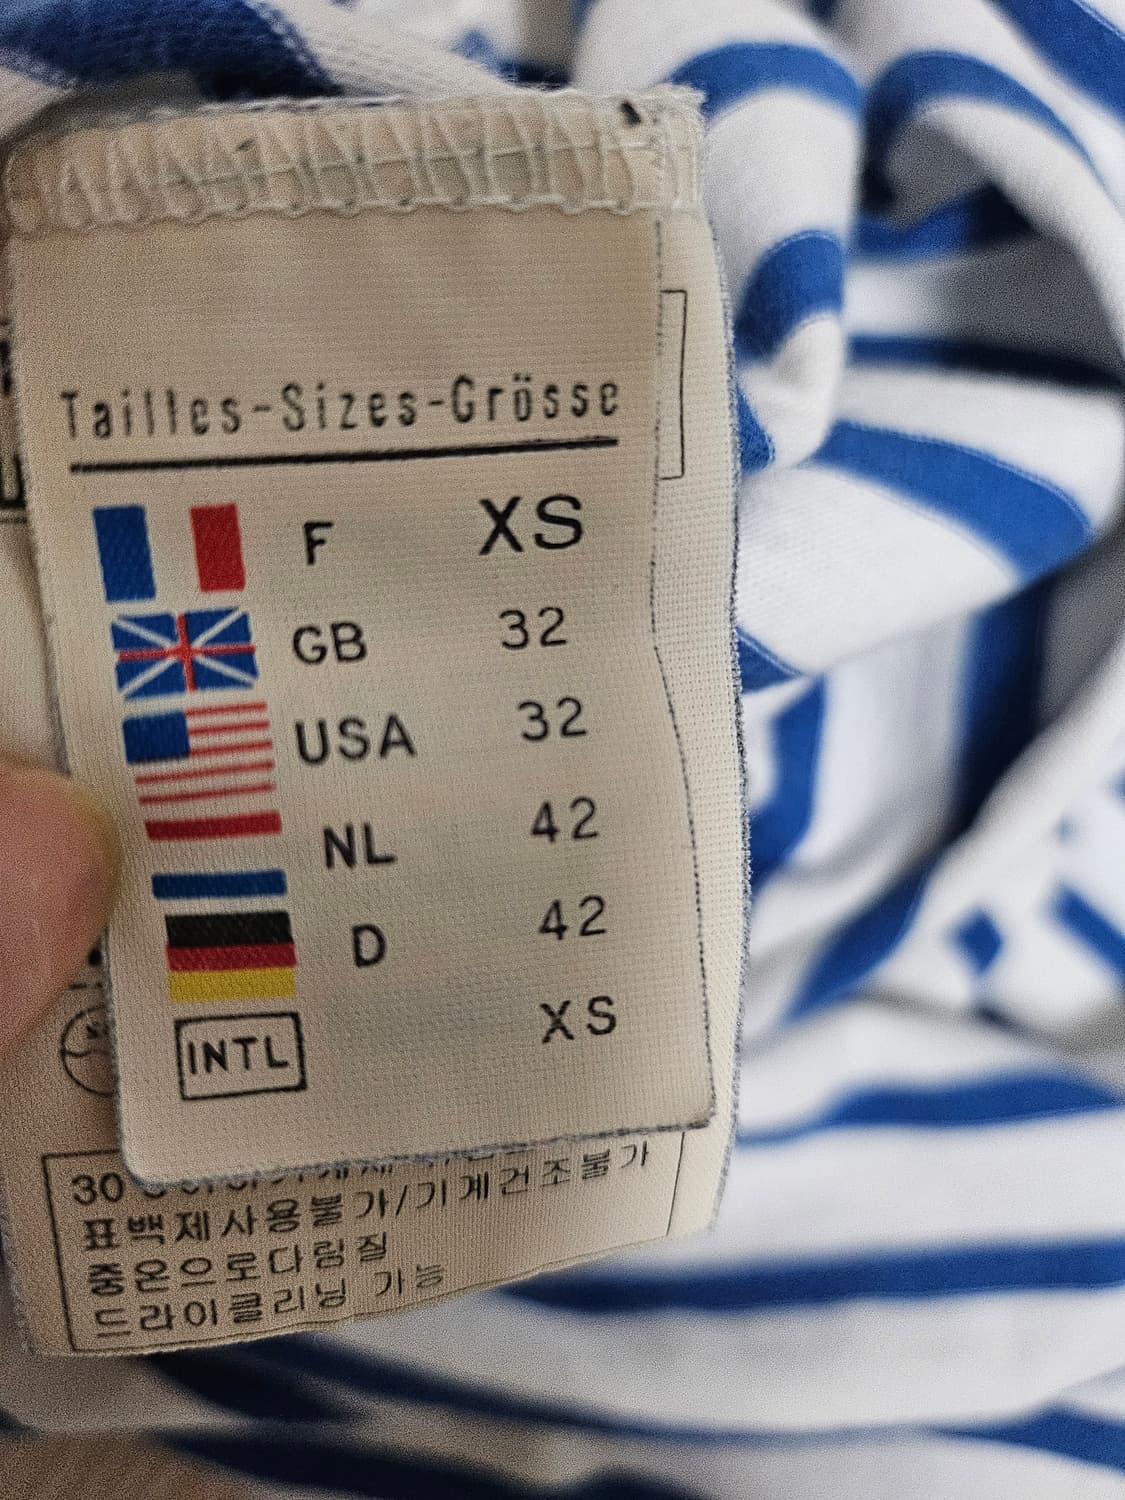 Tailles-Sizes-Grösse
F XS
GB 32
USA 32
NL 42
D 42
INTL XS
30
표백제사용불가/기계건조불가
중온으로다림질
드라이클리닝 가능